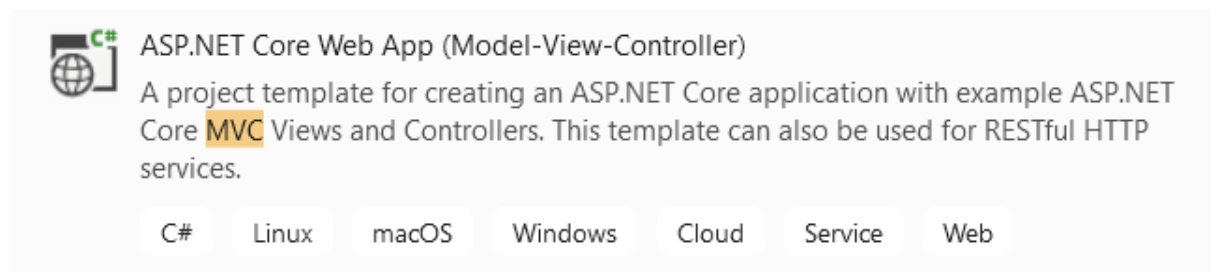 C#
ASP.NET Core Web App (Model-View-Controller)
A project template for creating an ASP.NET Core application with example ASP.NET
Core MVC Views and Controllers. This template can also be used for RESTful HTTP
services.
C# Linux macOS Windows Cloud Service Web